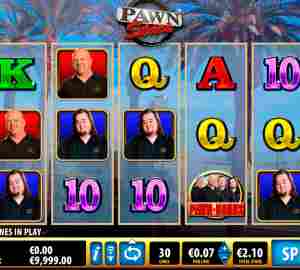 PAWN
Stars
K Q A 10
Q Q
10 10 PAWN STARS
NES IN PLAY
€0.00 30 €0.07 €2.10 SP
: €9,999.00 LINES